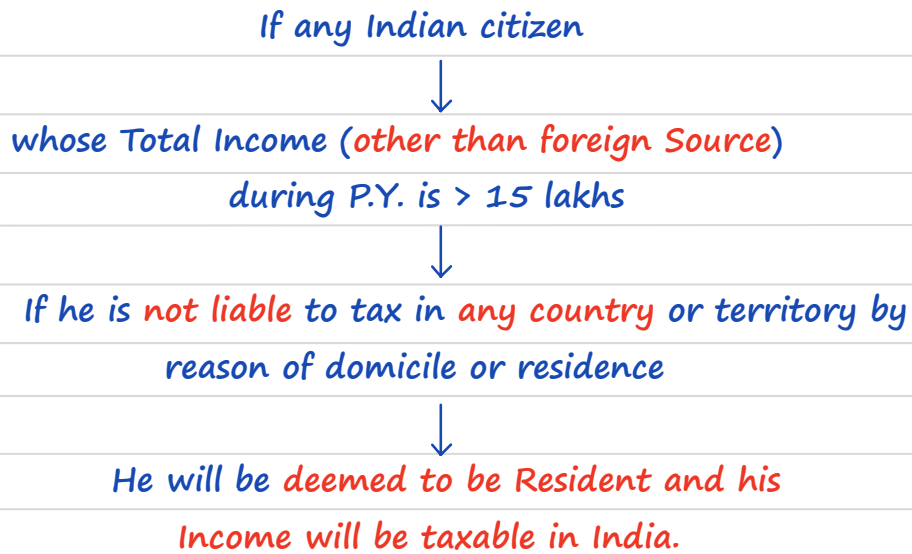 If any Indian citizen
whose Total Income (other than foreign Source)
during P.Y. is > 15 lakhs
If he is not liable to tax in any country or territory by
reason of domicile or residence
He will be deemed to be Resident and his
Income will be taxable in India.